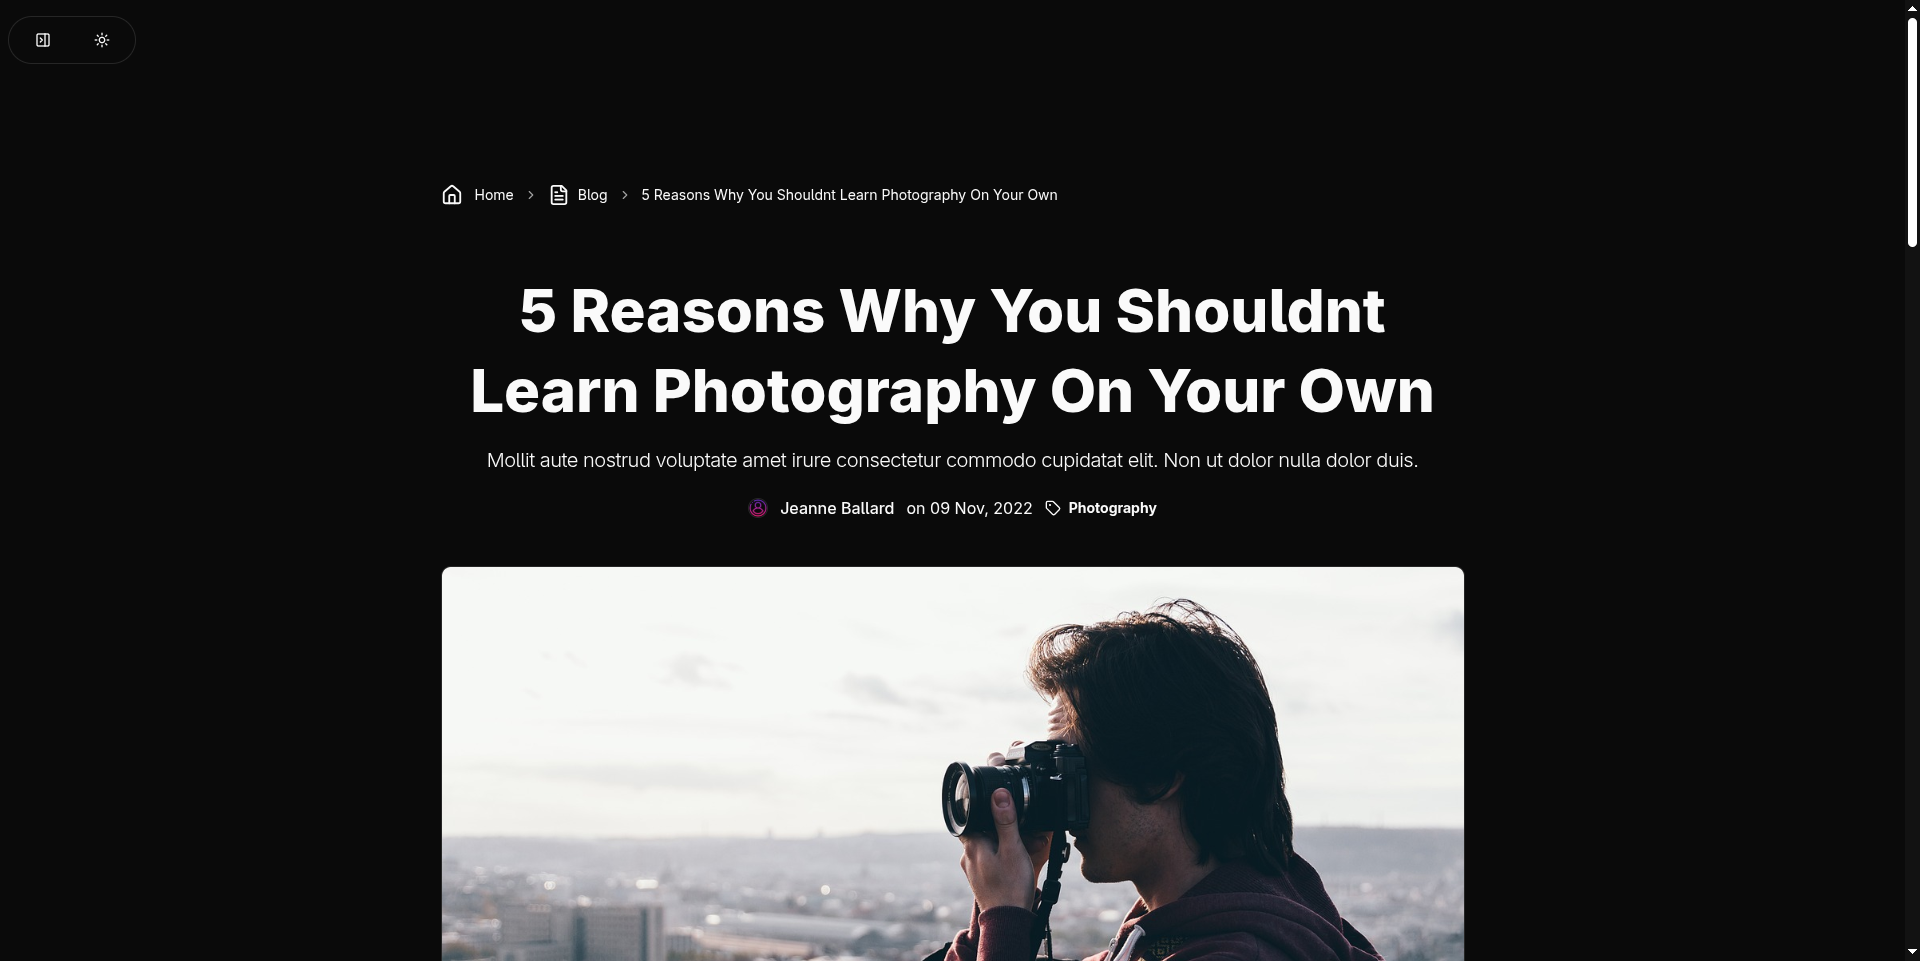 Home > Blog > 5 Reasons Why You Shouldnt Learn Photography On Your Own
5 Reasons Why You Shouldnt
Learn Photography On Your Own
Mollit aute nostrud voluptate amet irure consectetur commodo cupidatat elit. Non ut dolor nulla dolor duis.
Jeanne Ballard on 09 Nov, 2022 Photography